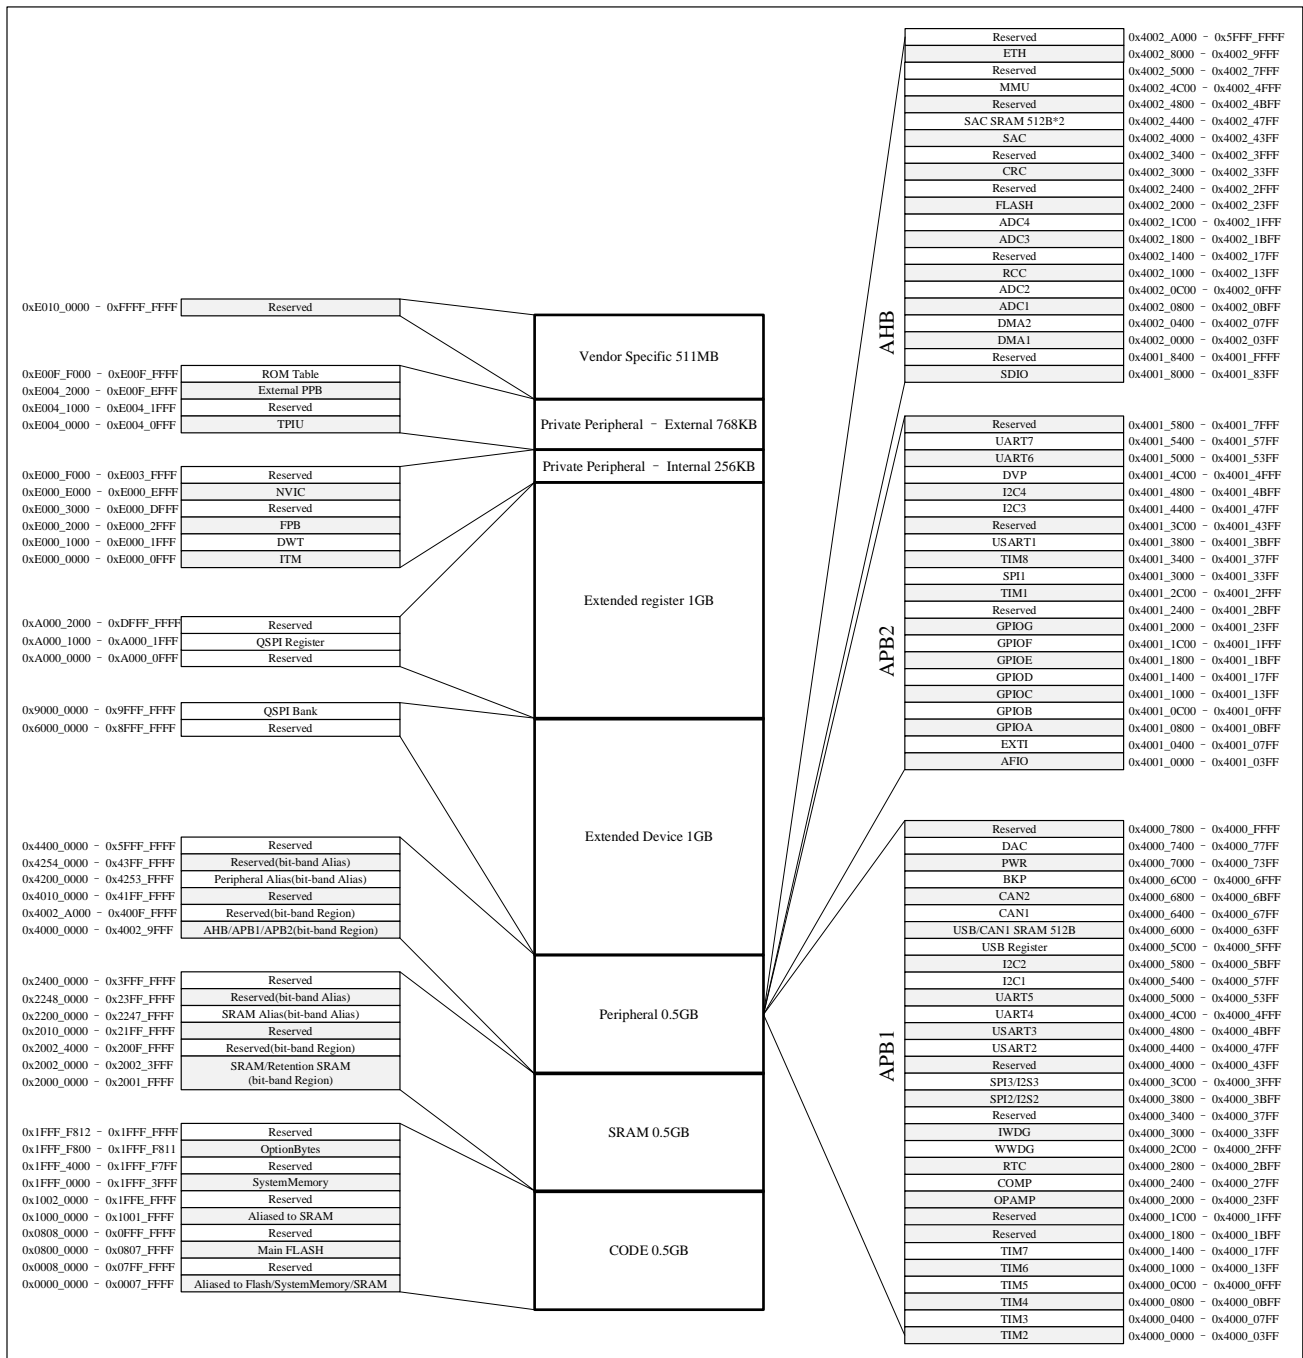 0xE010_0000 - 0xFFFF_FFFF Reserved
0xE00F_F000 - 0xE00F_FFFF ROM Table
0xE004_2000 - 0xE00F_EFFF External PPB
0xE004_1000 - 0xE004_1FFF Reserved
0xE004_0000 - 0xE004_0FFF TPIU
0xE000_F000 - 0xE003_FFFF Reserved
0xE000_E000 - 0xE000_EFFF NVIC
0xE000_3000 - 0xE000_DFFF Reserved
0xE000_2000 - 0xE000_2FFF FPB
0xE000_1000 - 0xE000_1FFF DWT
0xE000_0000 - 0xE000_0FFF ITM
0xA000_2000 - 0xDFFF_FFFF Reserved
0xA000_1000 - 0xA000_1FFF QSPI Register
0xA000_0000 - 0xA000_0FFF Reserved
0x9000_0000 - 0x9FFF_FFFF QSPI Bank
0x6000_0000 - 0x8FFF_FFFF Reserved
0x4400_0000 - 0x5FFF_FFFF Reserved
0x4254_0000 - 0x43FF_FFFF Reserved(bit-band Alias)
0x4200_0000 - 0x4253_FFFF Peripheral Alias(bit-band Alias)
0x4010_0000 - 0x41FF_FFFF Reserved
0x4002_A000 - 0x400F_FFFF Reserved(bit-band Region)
0x4000_0000 - 0x4002_9FFF AHB/APB1/APB2(bit-band Region)
0x2400_0000 - 0x3FFF_FFFF Reserved
0x2248_0000 - 0x23FF_FFFF Reserved(bit-band Alias)
0x2200_0000 - 0x2247_FFFF SRAM Alias(bit-band Alias)
0x2010_0000 - 0x21FF_FFFF Reserved
0x2002_4000 - 0x200F_FFFF Reserved(bit-band Region)
0x2002_0000 - 0x2002_3FFF SRAM/Retention SRAM
0x2000_0000 - 0x2001_FFFF (bit-band Region)
0x1FFF_F812 - 0x1FFF_FFFF Reserved
0x1FFF_F800 - 0x1FFF_F811 OptionBytes
0x1FFF_4000 - 0x1FFF_F7FF Reserved
0x1FFF_0000 - 0x1FFF_3FFF SystemMemory
0x1002_0000 - 0x1FFE_FFFF Reserved
0x1000_0000 - 0x1001_FFFF Aliased to SRAM
0x0808_0000 - 0x0FFF_FFFF Reserved
0x0800_0000 - 0x0807_FFFF Main FLASH
0x0008_0000 - 0x07FF_FFFF Reserved
0x0000_0000 - 0x0007_FFFF Aliased to Flash/SystemMemory/SRAM
Vendor Specific 511MB
Private Peripheral - External 768KB
Private Peripheral - Internal 256KB
Extended register 1GB
Extended Device 1GB
Peripheral 0.5GB
SRAM 0.5GB
CODE 0.5GB
AHB
Reserved 0x4002_A000 - 0x5FFF_FFFF
ETH 0x4002_8000 - 0x4002_9FFF
Reserved 0x4002_5000 - 0x4002_7FFF
MMU 0x4002_4C00 - 0x4002_4FFF
Reserved 0x4002_4800 - 0x4002_4BFF
SAC SRAM 512B*2 0x4002_4400 - 0x4002_47FF
SAC 0x4002_4000 - 0x4002_43FF
Reserved 0x4002_3400 - 0x4002_3FFF
CRC 0x4002_3000 - 0x4002_33FF
Reserved 0x4002_2400 - 0x4002_2FFF
FLASH 0x4002_2000 - 0x4002_23FF
ADC4 0x4002_1C00 - 0x4002_1FFF
ADC3 0x4002_1800 - 0x4002_1BFF
Reserved 0x4002_1400 - 0x4002_17FF
RCC 0x4002_1000 - 0x4002_13FF
ADC2 0x4002_0C00 - 0x4002_0FFF
ADC1 0x4002_0800 - 0x4002_0BFF
DMA2 0x4002_0400 - 0x4002_07FF
DMA1 0x4002_0000 - 0x4002_03FF
Reserved 0x4001_8400 - 0x4001_FFFF
SDIO 0x4001_8000 - 0x4001_83FF
APB2
Reserved 0x4001_5800 - 0x4001_7FFF
UART7 0x4001_5400 - 0x4001_57FF
UART6 0x4001_5000 - 0x4001_53FF
DVP 0x4001_4C00 - 0x4001_4FFF
I2C4 0x4001_4800 - 0x4001_4BFF
I2C3 0x4001_4400 - 0x4001_47FF
Reserved 0x4001_3C00 - 0x4001_43FF
USART1 0x4001_3800 - 0x4001_3BFF
TIM8 0x4001_3400 - 0x4001_37FF
SPI1 0x4001_3000 - 0x4001_33FF
TIM1 0x4001_2C00 - 0x4001_2FFF
Reserved 0x4001_2400 - 0x4001_2BFF
GPIOG 0x4001_2000 - 0x4001_23FF
GPIOF 0x4001_1C00 - 0x4001_1FFF
GPIOE 0x4001_1800 - 0x4001_1BFF
GPIOD 0x4001_1400 - 0x4001_17FF
GPIOC 0x4001_1000 - 0x4001_13FF
GPIOB 0x4001_0C00 - 0x4001_0FFF
GPIOA 0x4001_0800 - 0x4001_0BFF
EXTI 0x4001_0400 - 0x4001_07FF
AFIO 0x4001_0000 - 0x4001_03FF
APB1
Reserved 0x4000_7800 - 0x4000_FFFF
DAC 0x4000_7400 - 0x4000_77FF
PWR 0x4000_7000 - 0x4000_73FF
BKP 0x4000_6C00 - 0x4000_6FFF
CAN2 0x4000_6800 - 0x4000_6BFF
CAN1 0x4000_6400 - 0x4000_67FF
USB/CAN1 SRAM 512B 0x4000_6000 - 0x4000_63FF
USB Register 0x4000_5C00 - 0x4000_5FFF
I2C2 0x4000_5800 - 0x4000_5BFF
I2C1 0x4000_5400 - 0x4000_57FF
UART5 0x4000_5000 - 0x4000_53FF
UART4 0x4000_4C00 - 0x4000_4FFF
USART3 0x4000_4800 - 0x4000_4BFF
USART2 0x4000_4400 - 0x4000_47FF
Reserved 0x4000_4000 - 0x4000_43FF
SPI3/I2S3 0x4000_3C00 - 0x4000_3FFF
SPI2/I2S2 0x4000_3800 - 0x4000_3BFF
Reserved 0x4000_3400 - 0x4000_37FF
IWDG 0x4000_3000 - 0x4000_33FF
WWDG 0x4000_2C00 - 0x4000_2FFF
RTC 0x4000_2800 - 0x4000_2BFF
COMP 0x4000_2400 - 0x4000_27FF
OPAMP 0x4000_2000 - 0x4000_23FF
Reserved 0x4000_1C00 - 0x4000_1FFF
Reserved 0x4000_1800 - 0x4000_1BFF
TIM7 0x4000_1400 - 0x4000_17FF
TIM6 0x4000_1000 - 0x4000_13FF
TIM5 0x4000_0C00 - 0x4000_0FFF
TIM4 0x4000_0800 - 0x4000_0BFF
TIM3 0x4000_0400 - 0x4000_07FF
TIM2 0x4000_0000 - 0x4000_03FF